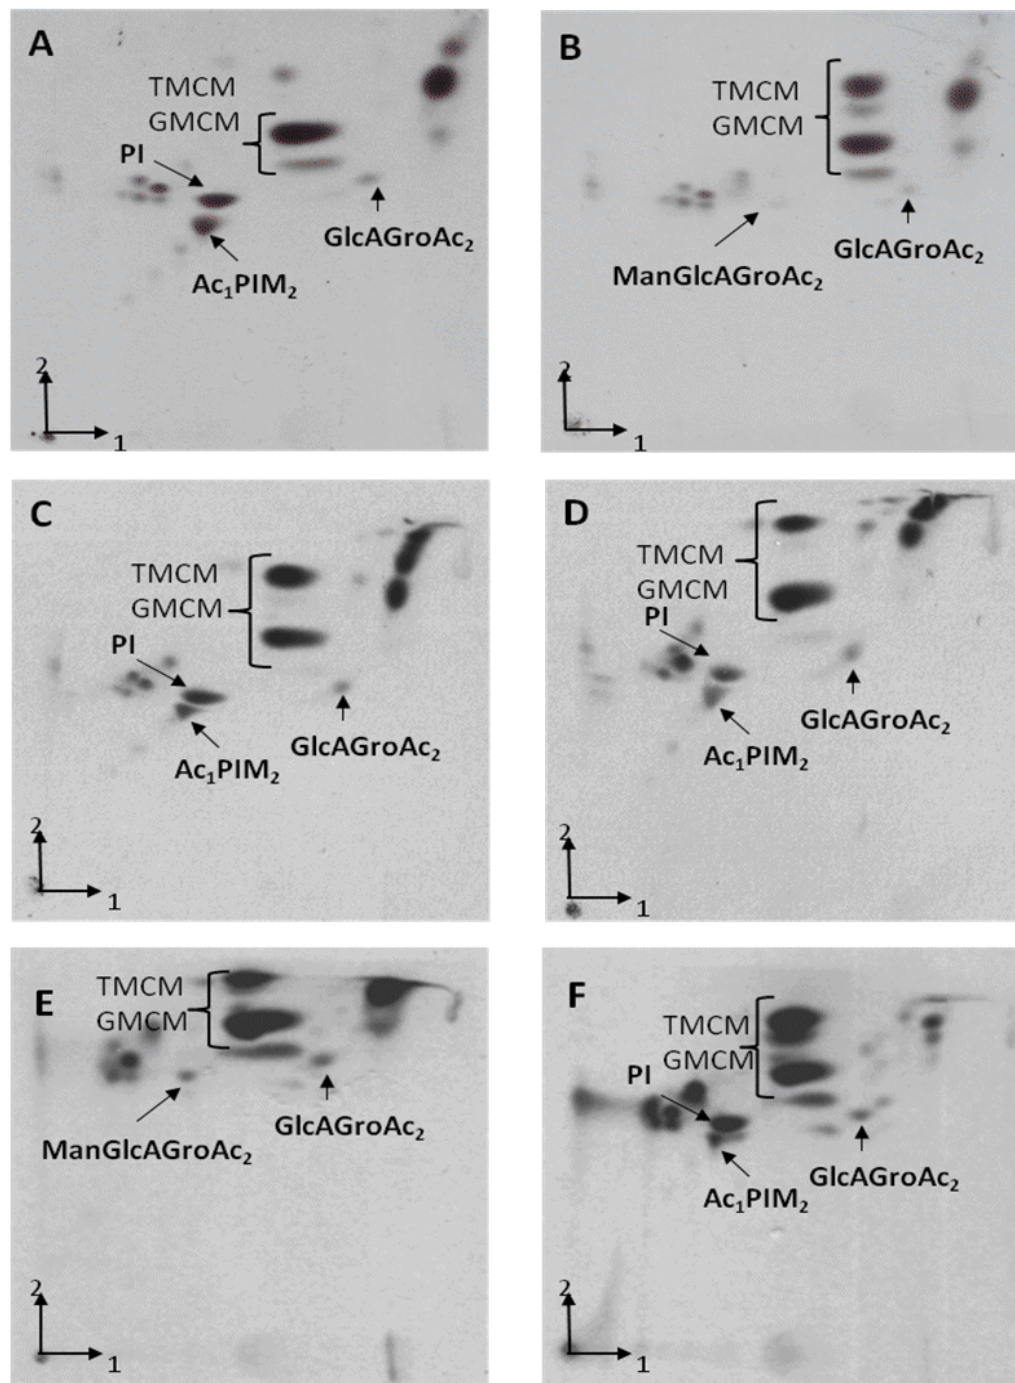 A
TMCM
GMCM
PI
GlcAGroAc₂
Ac₁PIM₂
2
1
B
TMCM
GMCM
GlcAGroAc₂
ManGlcAGroAc₂
2
1
C
TMCM
GMCM
PI
GlcAGroAc₂
Ac₁PIM₂
2
1
D
TMCM
GMCM
PI
GlcAGroAc₂
Ac₁PIM₂
2
1
E
TMCM
GMCM
GlcAGroAc₂
ManGlcAGroAc₂
2
1
F
TMCM
GMCM
PI
GlcAGroAc₂
Ac₁PIM₂
2
1